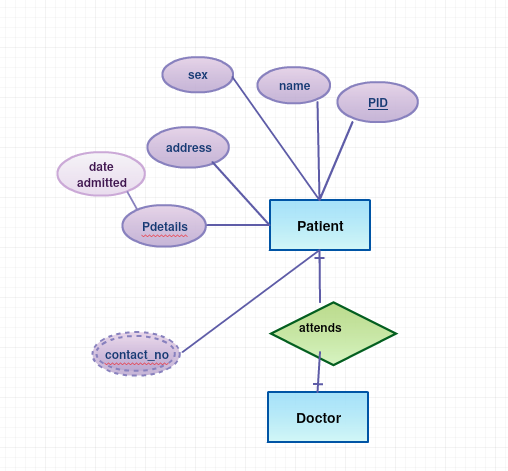 sex
name
PID
address
date
admitted
Pdetails
Patient
attends
contact_no
Doctor